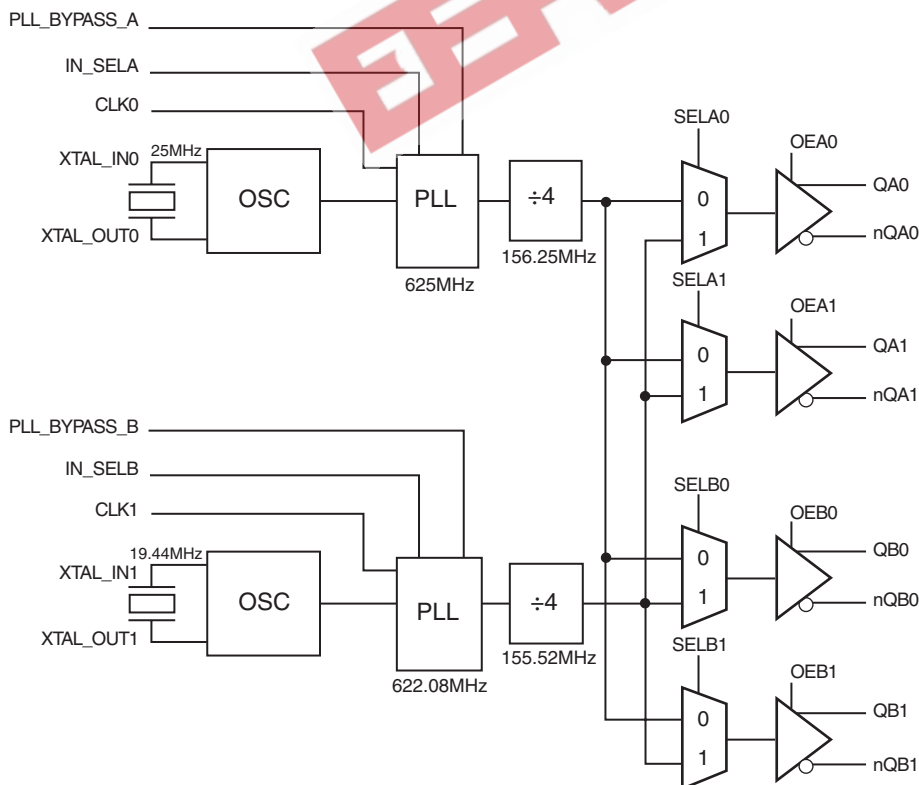 PLL_BYPASS_A
IN_SELA
CLK0
XTAL_IN0
25MHz
OSC
XTAL_OUT0
PLL
625MHz
÷4
156.25MHz
SELA0
0
1
OEA0
QA0
nQA0
SELA1
0
1
OEA1
QA1
nQA1
PLL_BYPASS_B
IN_SELB
CLK1
19.44MHz
XTAL_IN1
OSC
XTAL_OUT1
PLL
622.08MHz
÷4
155.52MHz
SELB0
0
1
OEB0
QB0
nQB0
SELB1
0
1
OEB1
QB1
nQB1